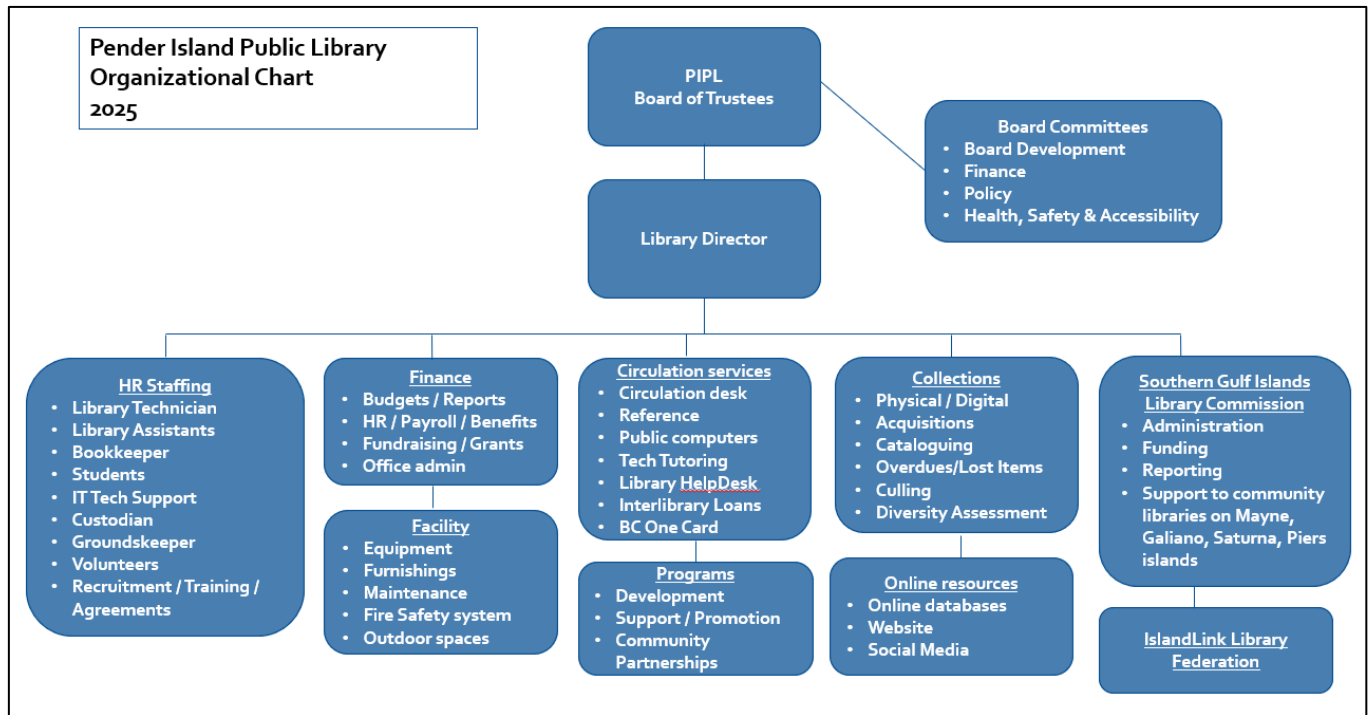 Pender Island Public Library
Organizational Chart
2025
PIPL
Board of Trustees
Board Committees
• Board Development
• Finance
• Policy
• Health, Safety & Accessibility
Library Director
HR Staffing
• Library Technician
• Library Assistants
• Bookkeeper
• Students
• IT Tech Support
• Custodian
• Groundskeeper
• Volunteers
• Recruitment / Training /
Agreements
Finance
• Budgets / Reports
• HR / Payroll / Benefits
• Fundraising / Grants
• Office admin
Facility
• Equipment
• Furnishings
• Maintenance
• Fire Safety system
• Outdoor spaces
Circulation services
• Circulation desk
• Reference
• Public computers
• Tech Tutoring
• Library HelpDesk
• Interlibrary Loans
• BC One Card
Programs
• Development
• Support / Promotion
• Community
Partnerships
Collections
• Physical / Digital
• Acquisitions
• Cataloguing
• Overdues/Lost Items
• Culling
• Diversity Assessment
Online resources
• Online databases
• Website
• Social Media
Southern Gulf Islands
Library Commission
• Administration
• Funding
• Reporting
• Support to community
libraries on Mayne,
Galiano, Saturna, Piers
islands
IslandLink Library
Federation